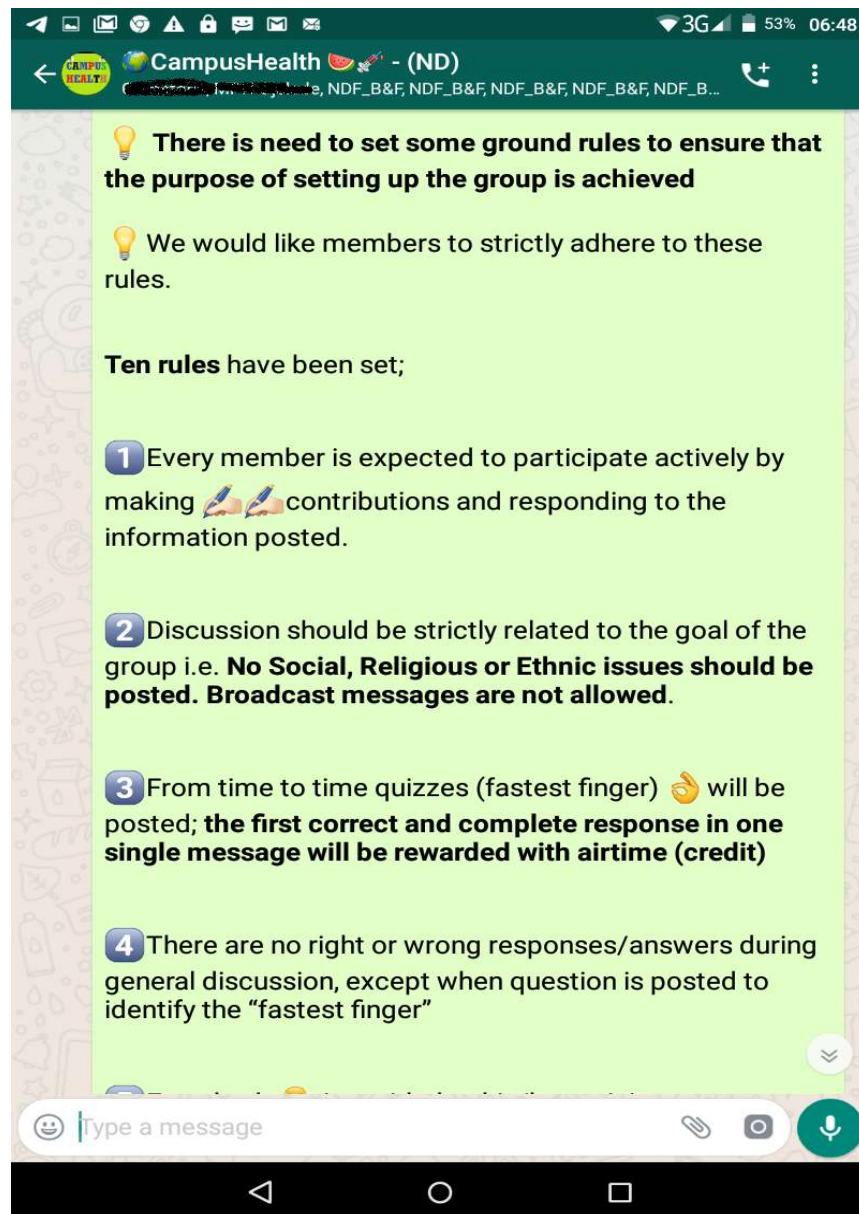 3G 53% 06:48
CampusHealth - (ND)
CAMPUS
HEALTH
e, NDF_B&F, NDF_B&F, NDF_B&F, NDF_B&F, NDF_B...
There is need to set some ground rules to ensure that
the purpose of setting up the group is achieved
We would like members to strictly adhere to these
rules.
Ten rules have been set;
1 Every member is expected to participate actively by
making contributions and responding to the
information posted.
2 Discussion should be strictly related to the goal of the
group i.e. No Social, Religious or Ethnic issues should be
posted. Broadcast messages are not allowed.
3 From time to time quizzes (fastest finger) will be
posted; the first correct and complete response in one
single message will be rewarded with airtime (credit)
4 There are no right or wrong responses/answers during
general discussion, except when question is posted to
identify the “fastest finger”
Type a message